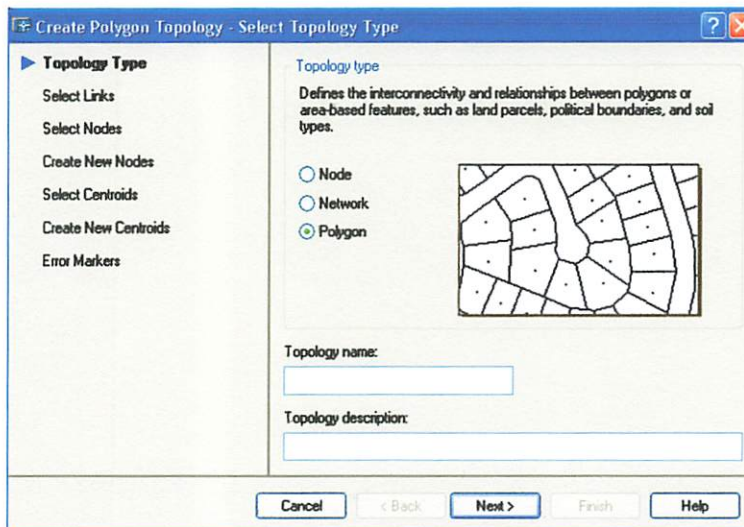 Create Polygon Topology - Select Topology Type
Topology Type
Select Links
Select Nodes
Create New Nodes
Select Centroids
Create New Centroids
Error Markers
Topology type
Defines the interconnectivity and relationships between polygons or
area-based features, such as land parcels, political boundaries, and soil
types.
Node
Network
Polygon
Topology name:
Topology description:
Cancel
< Back
Next >
Finish
Help